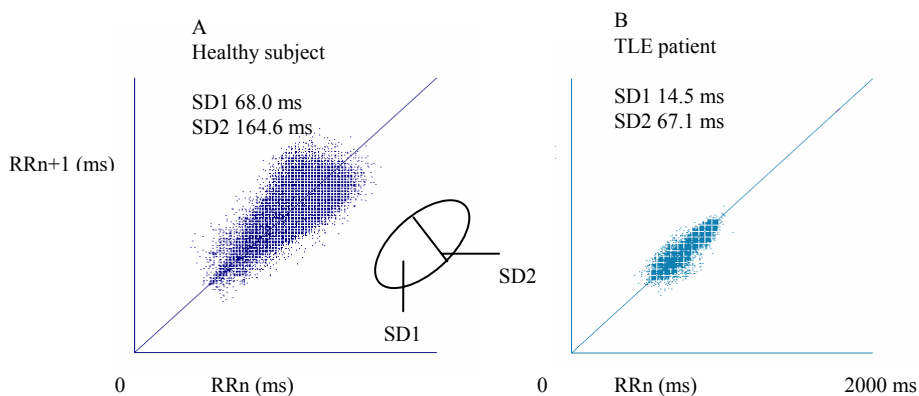 A
Healthy subject
SD1 68.0 ms
SD2 164.6 ms
RRn+1 (ms)
SD2
SD1
0
RRn (ms)
B
TLE patient
SD1 14.5 ms
SD2 67.1 ms
0
RRn (ms)
2000 ms